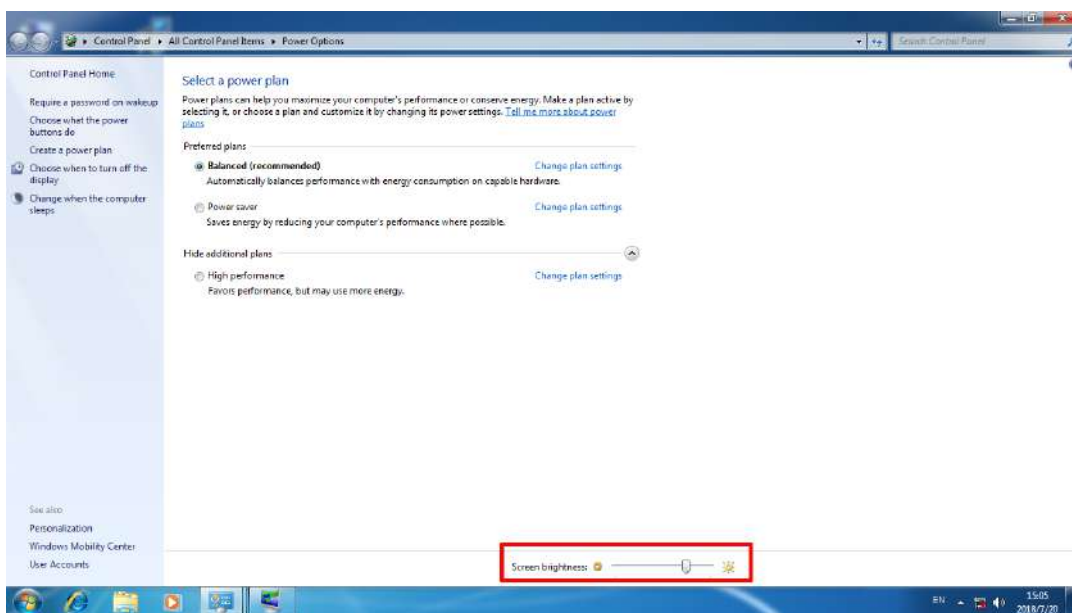 Control Panel ▸ All Control Panel Items ▸ Power Options
Search Control Panel
Control Panel Home
Require a password on wakeup
Choose what the power
buttons do
Create a power plan
Choose when to turn off the
display
Change when the computer
sleeps
Select a power plan
Power plans can help you maximize your computer's performance or conserve energy. Make a plan active by
selecting it, or choose a plan and customize it by changing its power settings. Tell me more about power
plans
Preferred plans
Balanced (recommended) Change plan settings
Automatically balances performance with energy consumption on capable hardware.
Power saver Change plan settings
Saves energy by reducing your computer's performance where possible.
Hide additional plans
High performance Change plan settings
Favors performance, but may use more energy.
See also
Personalization
Windows Mobility Center
User Accounts
Screen brightness:
EN
15:05
2018/7/20